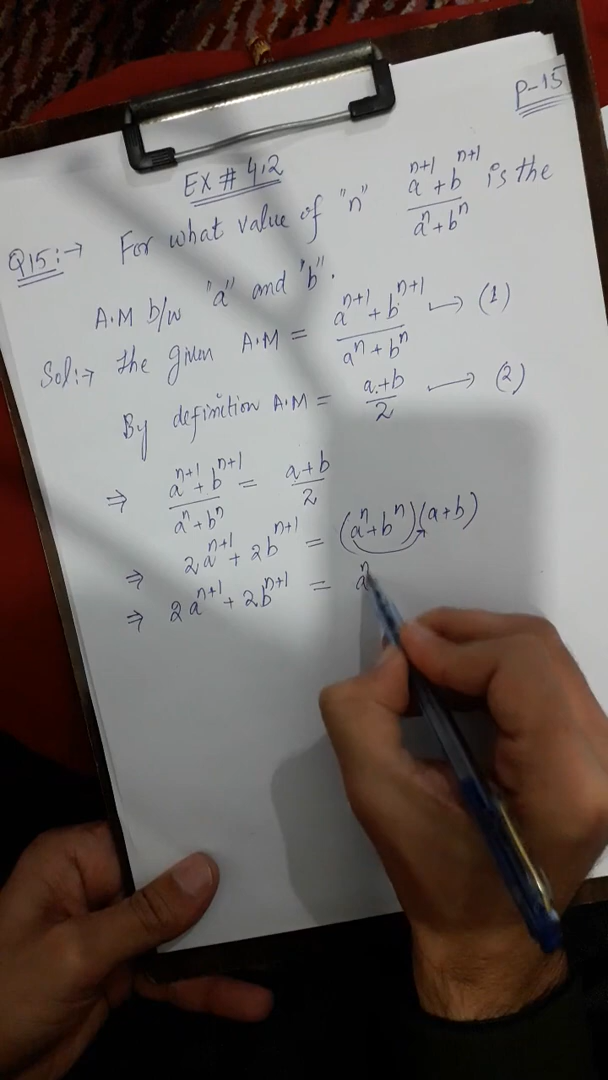 P-15
EX # 4.2
Q15:→ For what value of "n" (a^{n+1} + b^{n+1})/(a^n + b^n) is the
A.M b/w "a" and "b".
Sol:→ the given A.M = (a^{n+1} + b^{n+1})/(a^n + b^n) → (1)
By definition A.M = (a+b)/2 → (2)
⇒ (a^{n+1} + b^{n+1})/(a^n + b^n) = (a+b)/2
⇒ 2a^{n+1} + 2b^{n+1} = (a^n + b^n)(a+b)
⇒ 2a^{n+1} + 2b^{n+1} = a^n